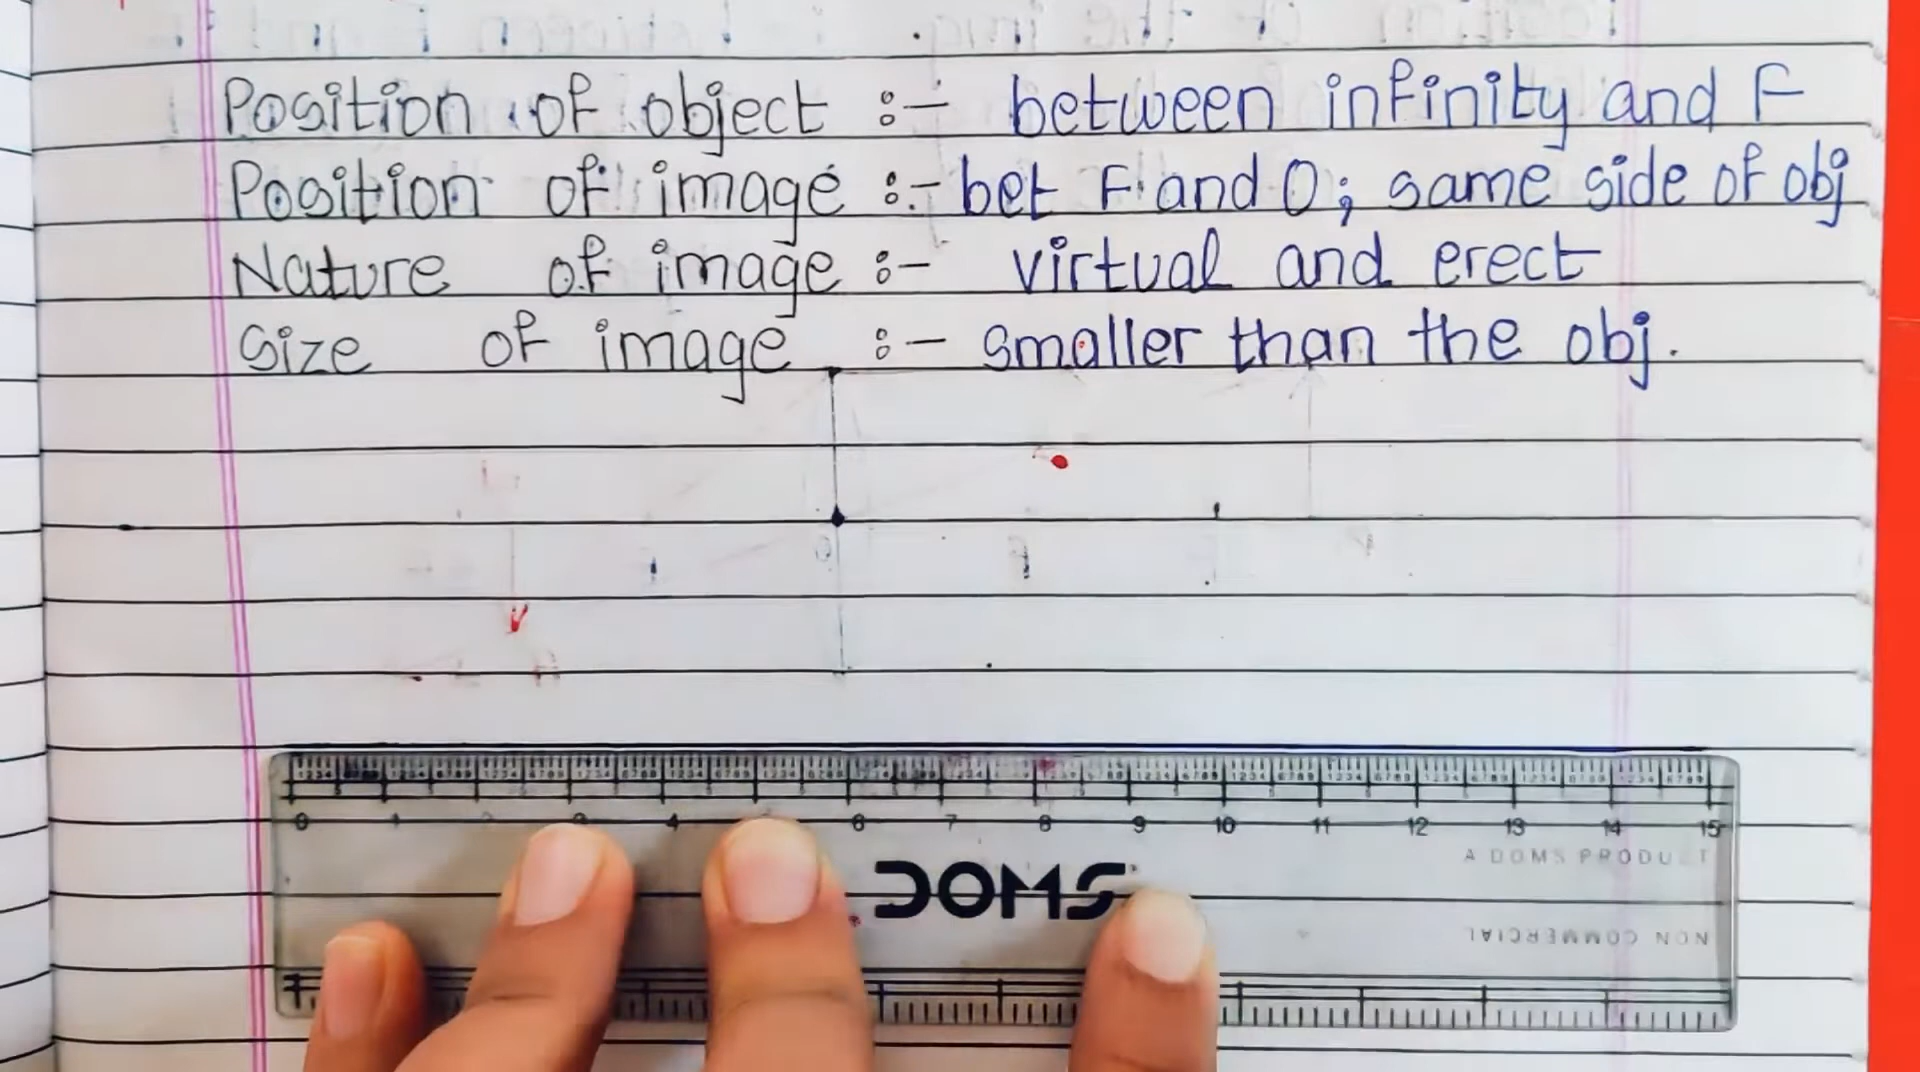 Position of object :- between infinity and F
Position of image :- bet F and O; same side of obj
Nature of image :- virtual and erect
Size of image :- smaller than the obj.
0 1 2 3 4 6 7 8 9 10 11 12 13 14 15
A DOMS PRODUCT
DOMS
NON COMMERCIAL